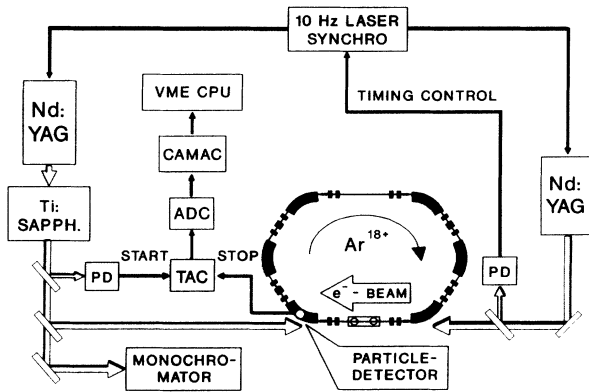 10 Hz LASER
SYNCHRO
VME CPU
TIMING CONTROL
Nd:
YAG
CAMAC
Nd:
YAG
Ti:
SAPPH.
ADC
Ar18+
START
STOP
PD
TAC
PD
e⁻ - BEAM
MONOCHRO-
MATOR
PARTICLE-
DETECTOR